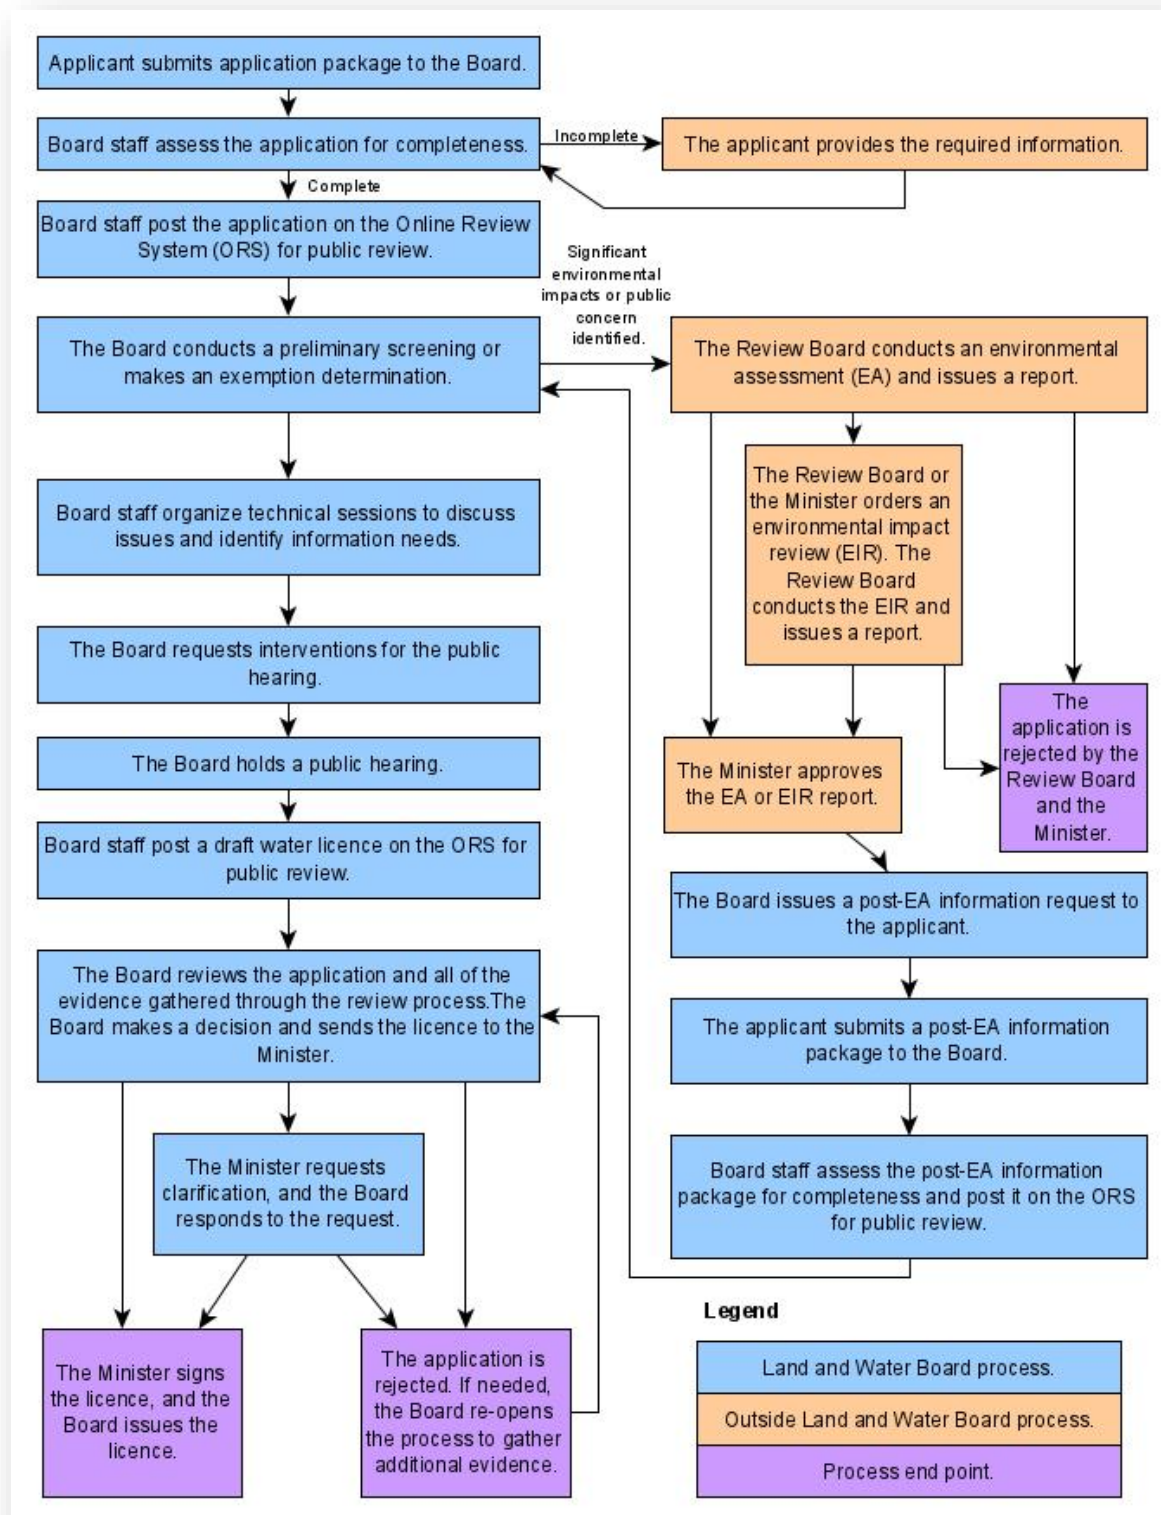 Applicant submits application package to the Board.
Board staff assess the application for completeness.
Incomplete
The applicant provides the required information.
Complete
Board staff post the application on the Online Review
System (ORS) for public review.
Significant
environmental
impacts or public
concern
identified.
The Board conducts a preliminary screening or
makes an exemption determination.
The Review Board conducts an environmental
assessment (EA) and issues a report.
The Review Board or
the Minister orders an
environmental impact
review (EIR). The
Review Board
conducts the EIR and
issues a report.
Board staff organize technical sessions to discuss
issues and identify information needs.
The Board requests interventions for the public
hearing.
The Board holds a public hearing.
The Minister approves
the EA or EIR report.
The
application is
rejected by the
Review Board
and the
Minister.
Board staff post a draft water licence on the ORS for
public review.
The Board issues a post-EA information request to
the applicant.
The Board reviews the application and all of the
evidence gathered through the review process.The
Board makes a decision and sends the licence to the
Minister.
The applicant submits a post-EA information
package to the Board.
The Minister requests
clarification, and the Board
responds to the request.
Board staff assess the post-EA information
package for completeness and post it on the ORS
for public review.
The Minister signs
the licence, and the
Board issues the
licence.
The application is
rejected. If needed,
the Board re-opens
the process to gather
additional evidence.
Legend
Land and Water Board process.
Outside Land and Water Board process.
Process end point.